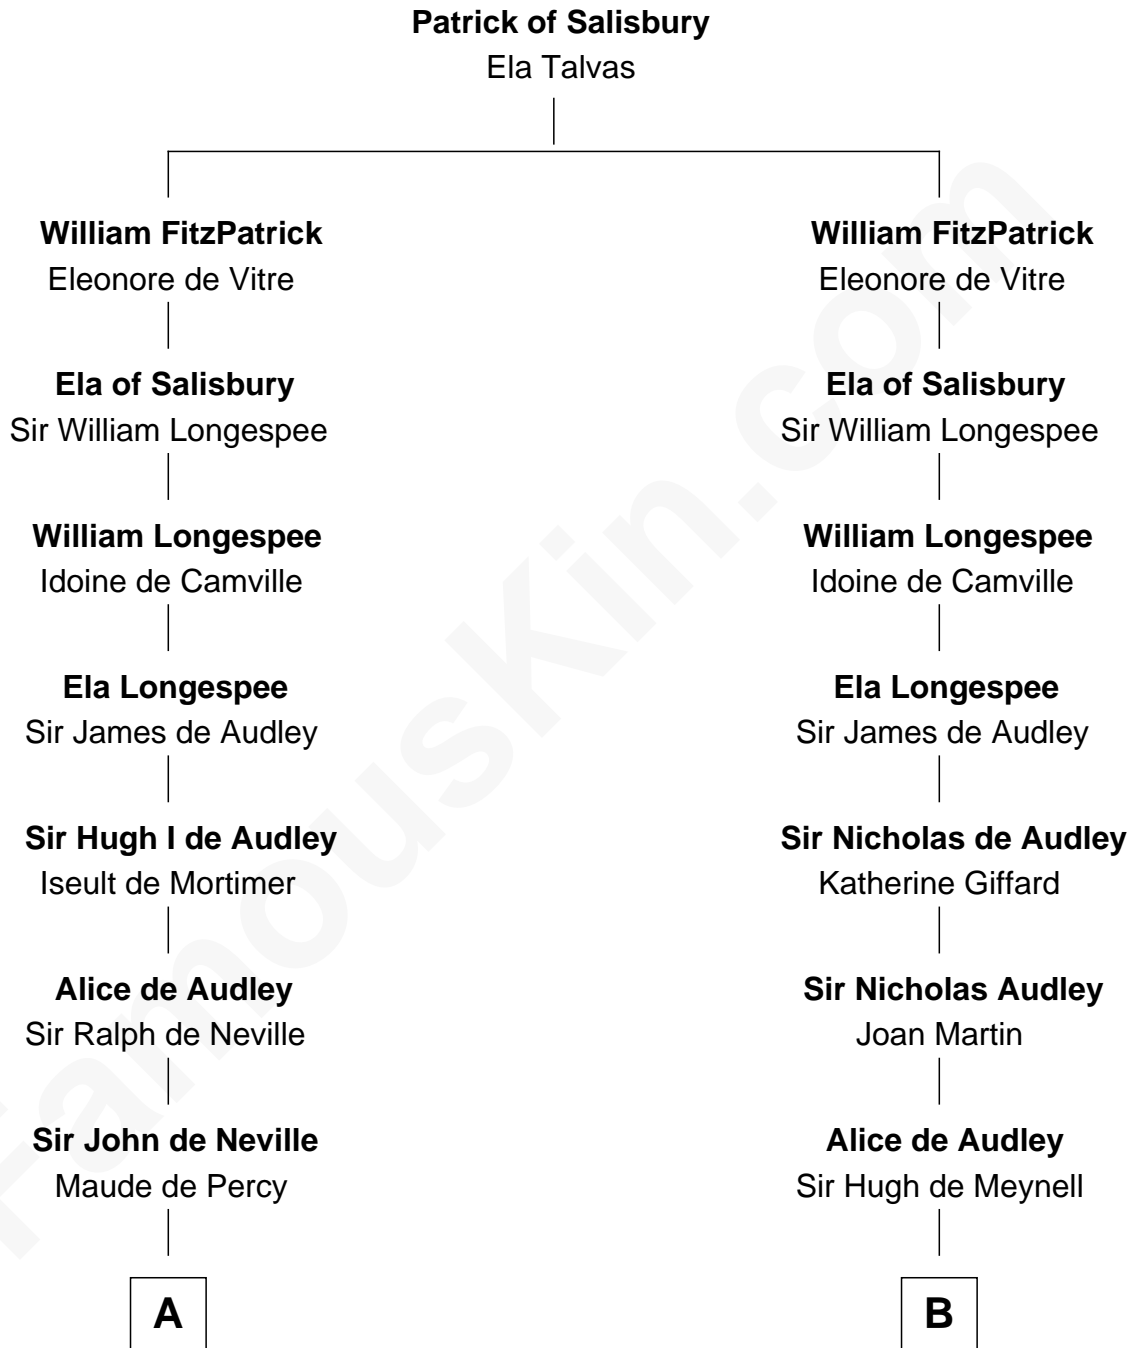 Patrick of Salisbury
Ela Talvas
William FitzPatrick
Eleonore de Vitre
Ela of Salisbury
Sir William Longespee
William Longespee
Idoine de Camville
Ela Longespee
Sir James de Audley
Sir Hugh I de Audley
Iseult de Mortimer
Alice de Audley
Sir Ralph de Neville
Sir John de Neville
Maude de Percy
A
William FitzPatrick
Eleonore de Vitre
Ela of Salisbury
Sir William Longespee
William Longespee
Idoine de Camville
Ela Longespee
Sir James de Audley
Sir Nicholas de Audley
Katherine Giffard
Sir Nicholas Audley
Joan Martin
Alice de Audley
Sir Hugh de Meynell
B
FamousKin.com